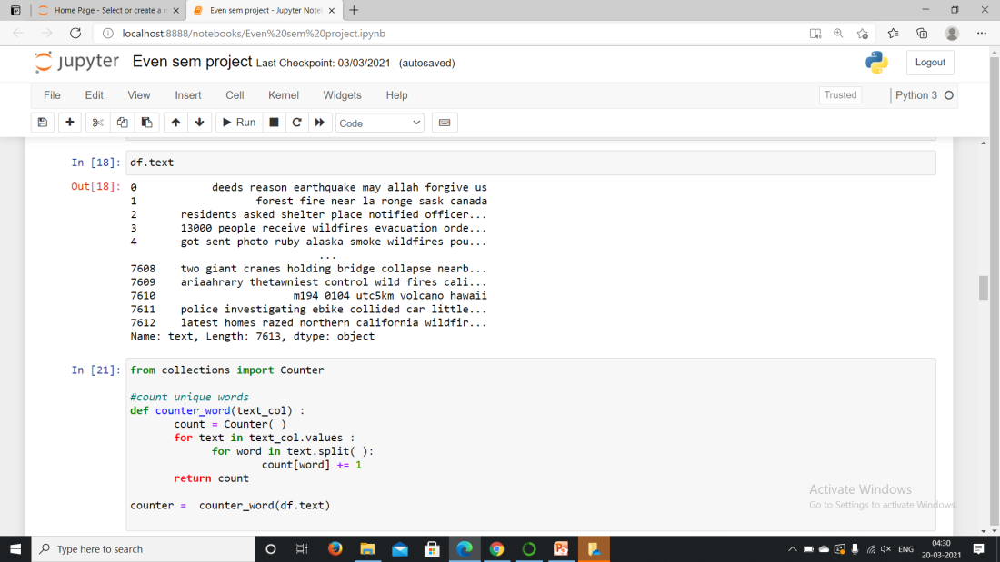 Home Page - Select or create a n
Even sem project - Jupyter Note
localhost:8888/notebooks/Even%20sem%20project.ipynb
jupyter Even sem project Last Checkpoint: 03/03/2021 (autosaved)
Logout
File Edit View Insert Cell Kernel Widgets Help
Trusted
Python 3
Run
Code
In [18]: df.text
Out[18]: 0 deeds reason earthquake may allah forgive us
1 forest fire near la ronge sask canada
2 residents asked shelter place notified officer...
3 13000 people receive wildfires evacuation orde...
4 got sent photo ruby alaska smoke wildfires pou...
...
7608 two giant cranes holding bridge collapse nearb...
7609 ariaahrary thetawniest control wild fires cali...
7610 m194 0104 utc5km volcano hawaii
7611 police investigating ebike collided car little...
7612 latest homes razed northern california wildfir...
Name: text, Length: 7613, dtype: object
In [21]: from collections import Counter
#count unique words
def counter_word(text_col) :
count = Counter( )
for text in text_col.values :
for word in text.split( ):
count[word] += 1
return count
counter = counter_word(df.text)
Activate Windows
Go to Settings to activate Windows.
Type here to search
ENG
04:30
20-03-2021